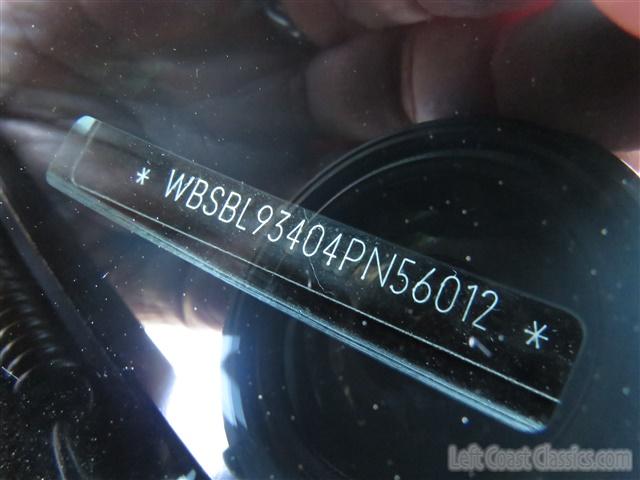 * WBSBL93404PN56012 *
Left Coast Classics.com